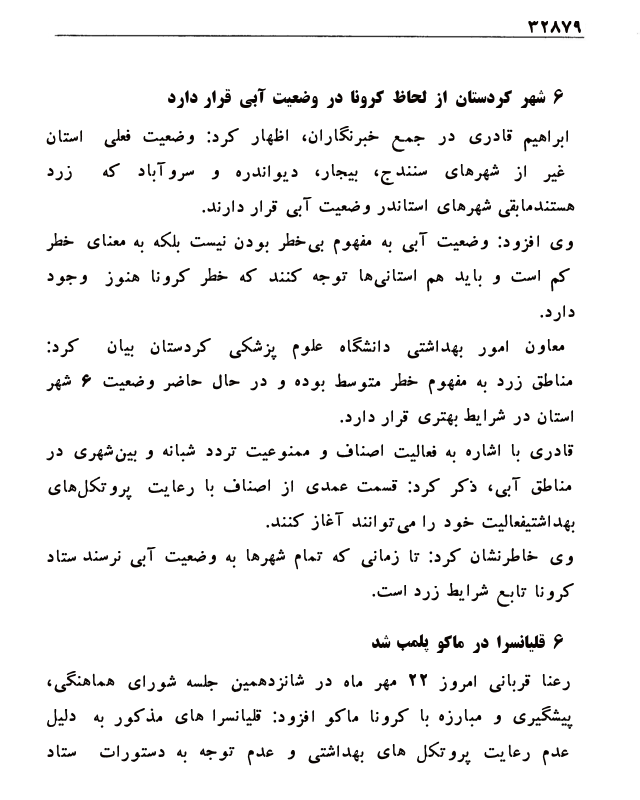 ۳۲۸۷۹
۶ شهر کردستان از لحاظ کرونا در وضعیت آبی قرار دارد
ابراهیم قادری در جمع خبرنگاران، اظهار کرد: وضعیت فعلی استان
غیر از شهرهای سنندج، بیجار، دیواندره و سروآباد که زرد
هستندمابقی شهرهای استاندر وضعیت آبی قرار دارند.
وی افزود: وضعیت آبی به مفهوم بی‌خطر بودن نیست بلکه به معنای خطر
کم است و باید هم استانی‌ها توجه کنند که خطر کرونا هنوز وجود
دارد.
معاون امور بهداشتی دانشگاه علوم پزشکی کردستان بیان کرد:
مناطق زرد به مفهوم خطر متوسط بوده و در حال حاضر وضعیت ۶ شهر
استان در شرایط بهتری قرار دارد.
قادری با اشاره به فعالیت اصناف و ممنوعیت تردد شبانه و بین‌شهری در
مناطق آبی، ذکر کرد: قسمت عمدی از اصناف با رعایت پروتکل‌های
بهداشتیفعالیت خود را می‌توانند آغاز کنند.
وی خاطرنشان کرد: تا زمانی که تمام شهرها به وضعیت آبی نرسند ستاد
کرونا تابع شرایط زرد است.
۶ قلیانسرا در ماکو پلمب شد
رعنا قربانی امروز ۲۲ مهر ماه در شانزدهمین جلسه شورای هماهنگی،
پیشگیری و مبارزه با کرونا ماکو افزود: قلیانسرا های مذکور به دلیل
عدم رعایت پروتکل های بهداشتی و عدم توجه به دستورات ستاد